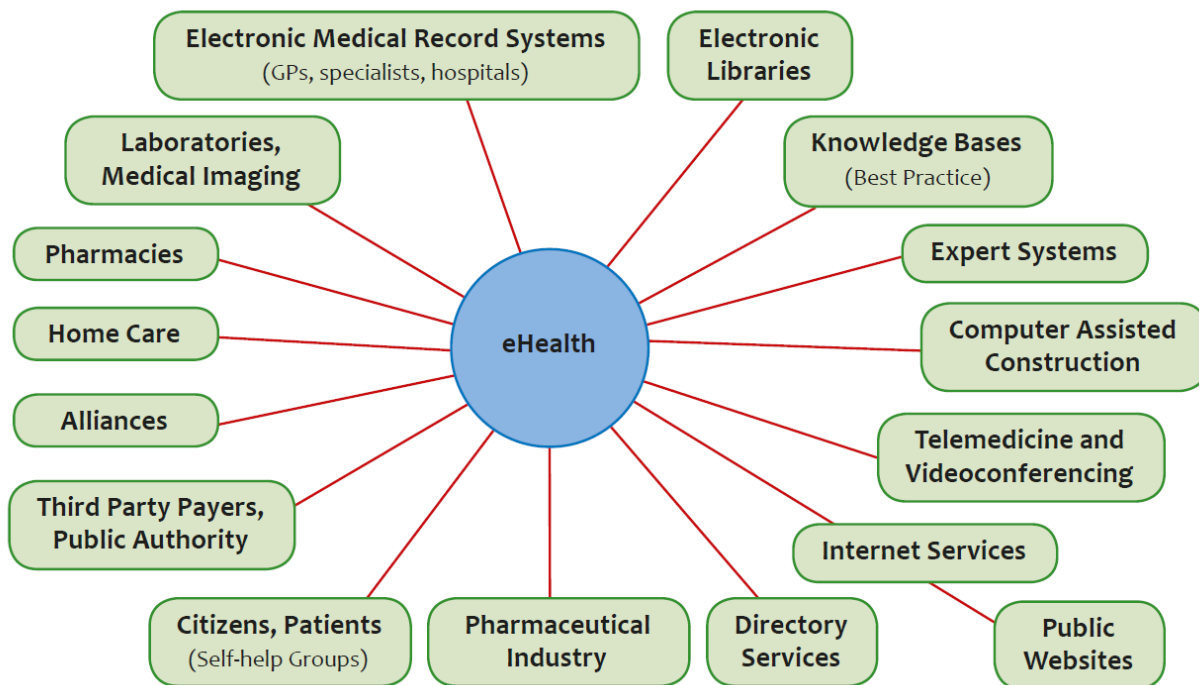 Electronic Medical Record Systems
(GPs, specialists, hospitals)
Electronic
Libraries
Laboratories,
Medical Imaging
Knowledge Bases
(Best Practice)
Pharmacies
Expert Systems
Home Care
eHealth
Computer Assisted
Construction
Alliances
Telemedicine and
Videoconferencing
Third Party Payers,
Public Authority
Internet Services
Citizens, Patients
(Self-help Groups)
Pharmaceutical
Industry
Directory
Services
Public
Websites